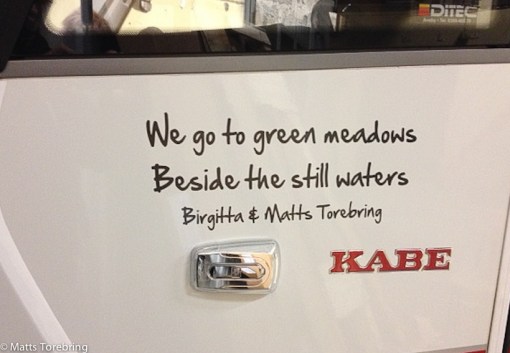 DITEC
We go to green meadows
Beside the still waters
Birgitta & Matts Torebring
KABE
© Matts Torebring